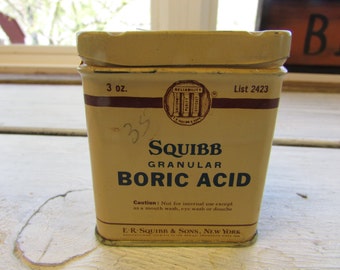 3 oz.
RELIABILITY
List 2423
35
SQUIBB
GRANULAR
BORIC ACID
Caution: Not for internal use except
as a mouth wash, eye wash or douche
E. R. SQUIBB & SONS, NEW YORK
B